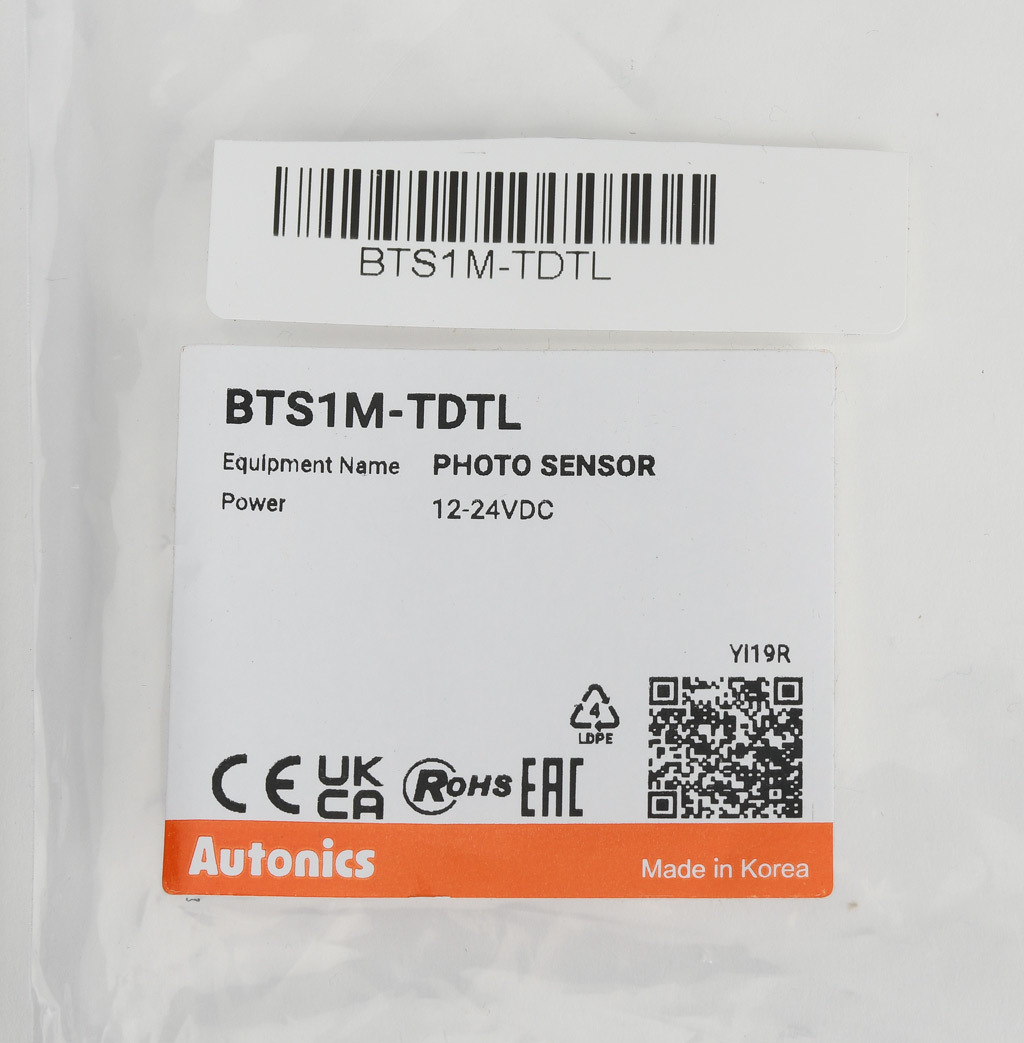 BTS1M-TDTL
BTS1M-TDTL
Equipment Name PHOTO SENSOR
Power 12-24VDC
YI19R
4
LDPE
CE UK
CA RoHS EAC
Autonics Made in Korea